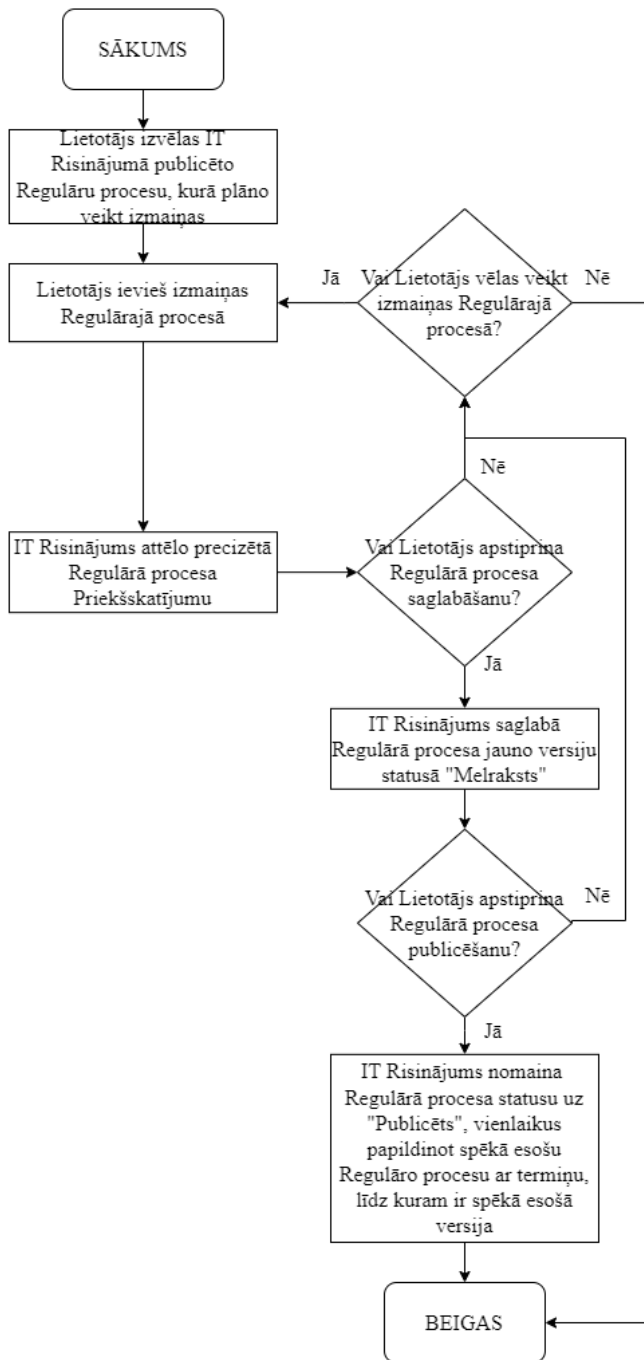 SĀKUMS
Lietotājs izvēlas IT
Risinājumā publicēto
Regulāru procesu, kurā plāno
veikt izmaiņas
Lietotājs ievieš izmaiņas
Regulārajā procesā
Jā
Vai Lietotājs vēlas veikt
izmaiņas Regulārajā
procesā?
Nē
Nē
IT Risinājums attēlo precizētā
Regulārā procesa
Priekšskatījumu
Vai Lietotājs apstiprina
Regulārā procesa
saglabāšanu?
Jā
IT Risinājums saglabā
Regulārā procesa jauno versiju
statusā "Melraksts"
Vai Lietotājs apstiprina
Regulārā procesa
publicēšanu?
Nē
Jā
IT Risinājums nomaina
Regulārā procesa statusu uz
"Publicēts", vienlaikus
papildinot spēkā esošu
Regulāro procesu ar termiņu,
līdz kuram ir spēkā esošā
versija
BEIGAS